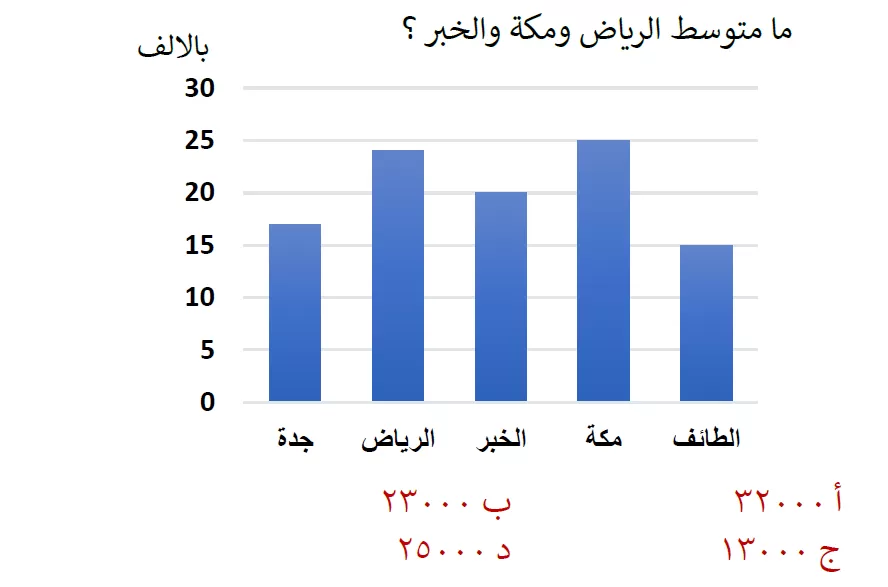 ما متوسط الرياض ومكة والخبر ؟
بالالف
30
25
20
15
10
5
0
جدة الرياض الخبر مكة الطائف
أ ٣٢٠٠٠ ب ٢٣٠٠٠
ج ١٣٠٠٠ د ٢٥٠٠٠